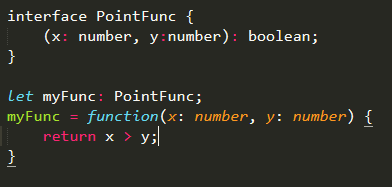 interface PointFunc {
    (x: number, y:number): boolean;
}
let myFunc: PointFunc;
myFunc = function(x: number, y: number) {
    return x > y;
}